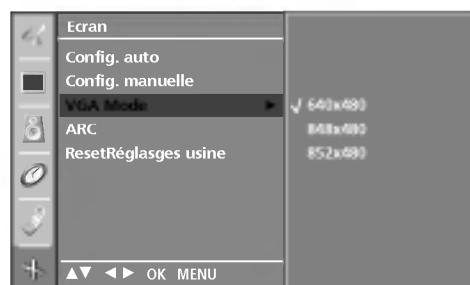 Ecran
Config. auto
Config. manuelle
VGA Mode ►
ARC
ResetRéglasges usine
▲▼ ◄► OK MENU
√ 640x480
848x480
852x480